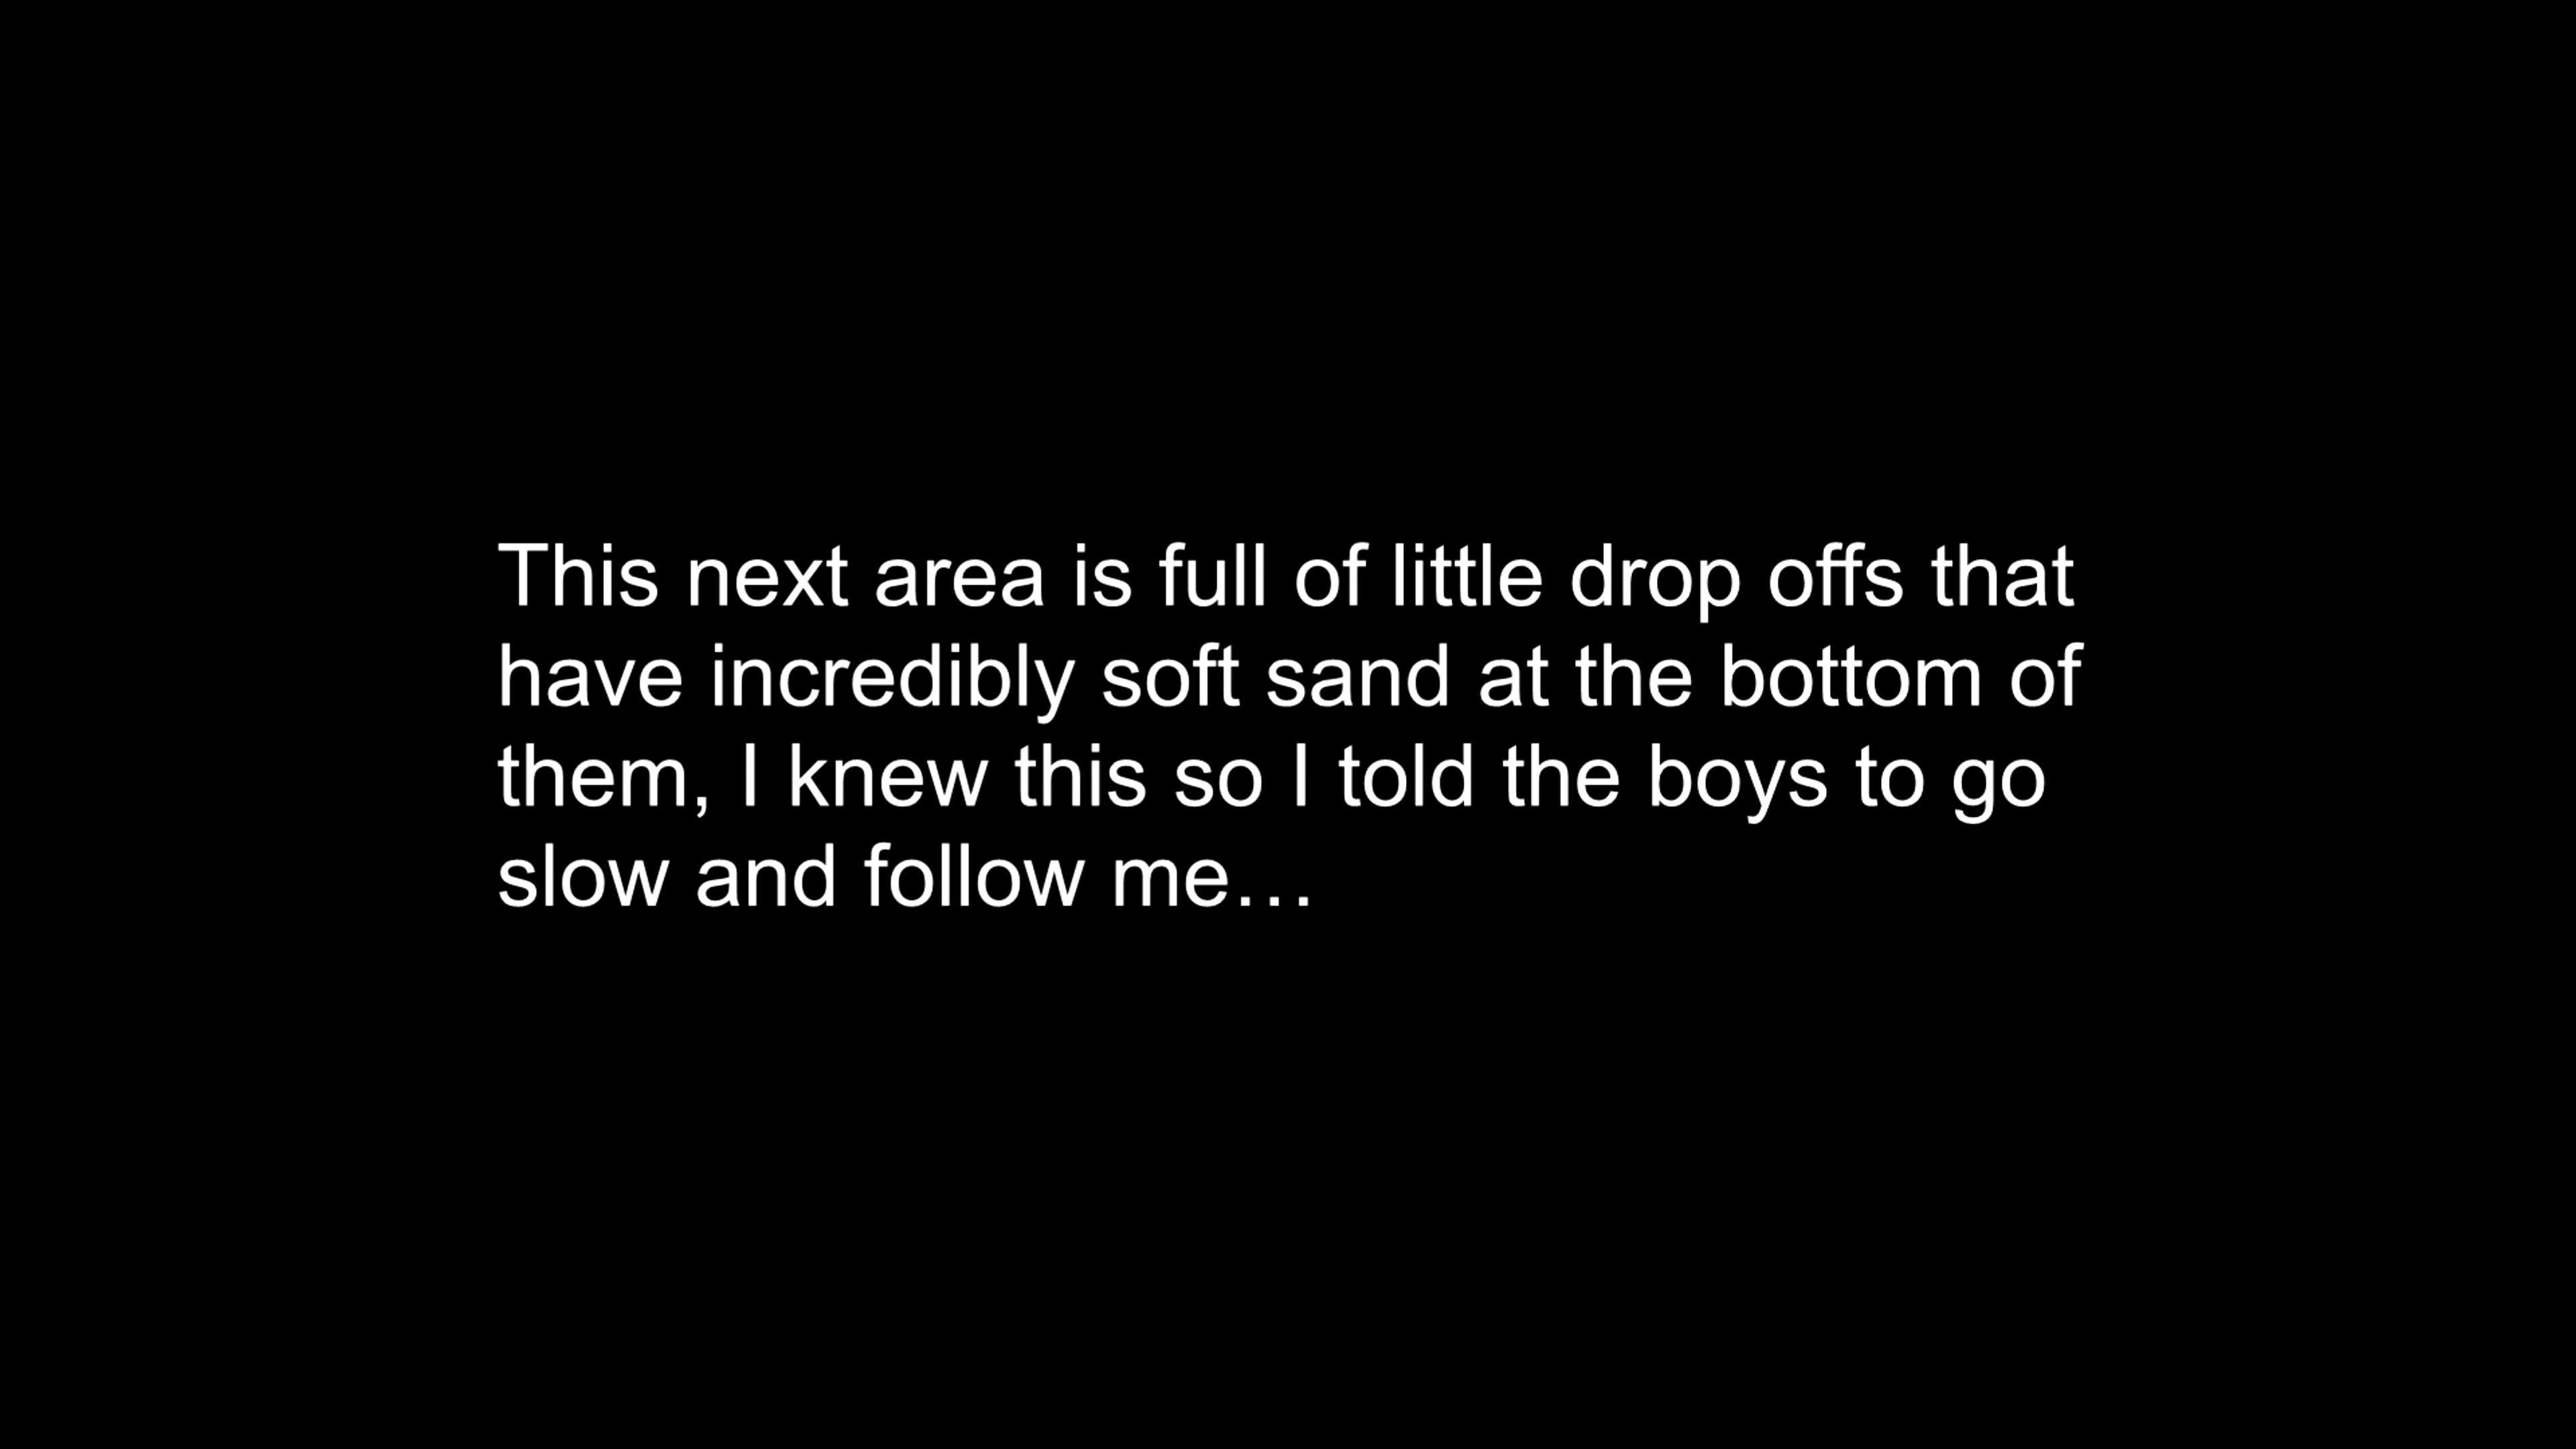 This next area is full of little drop offs that
have incredibly soft sand at the bottom of
them, I knew this so I told the boys to go
slow and follow me…